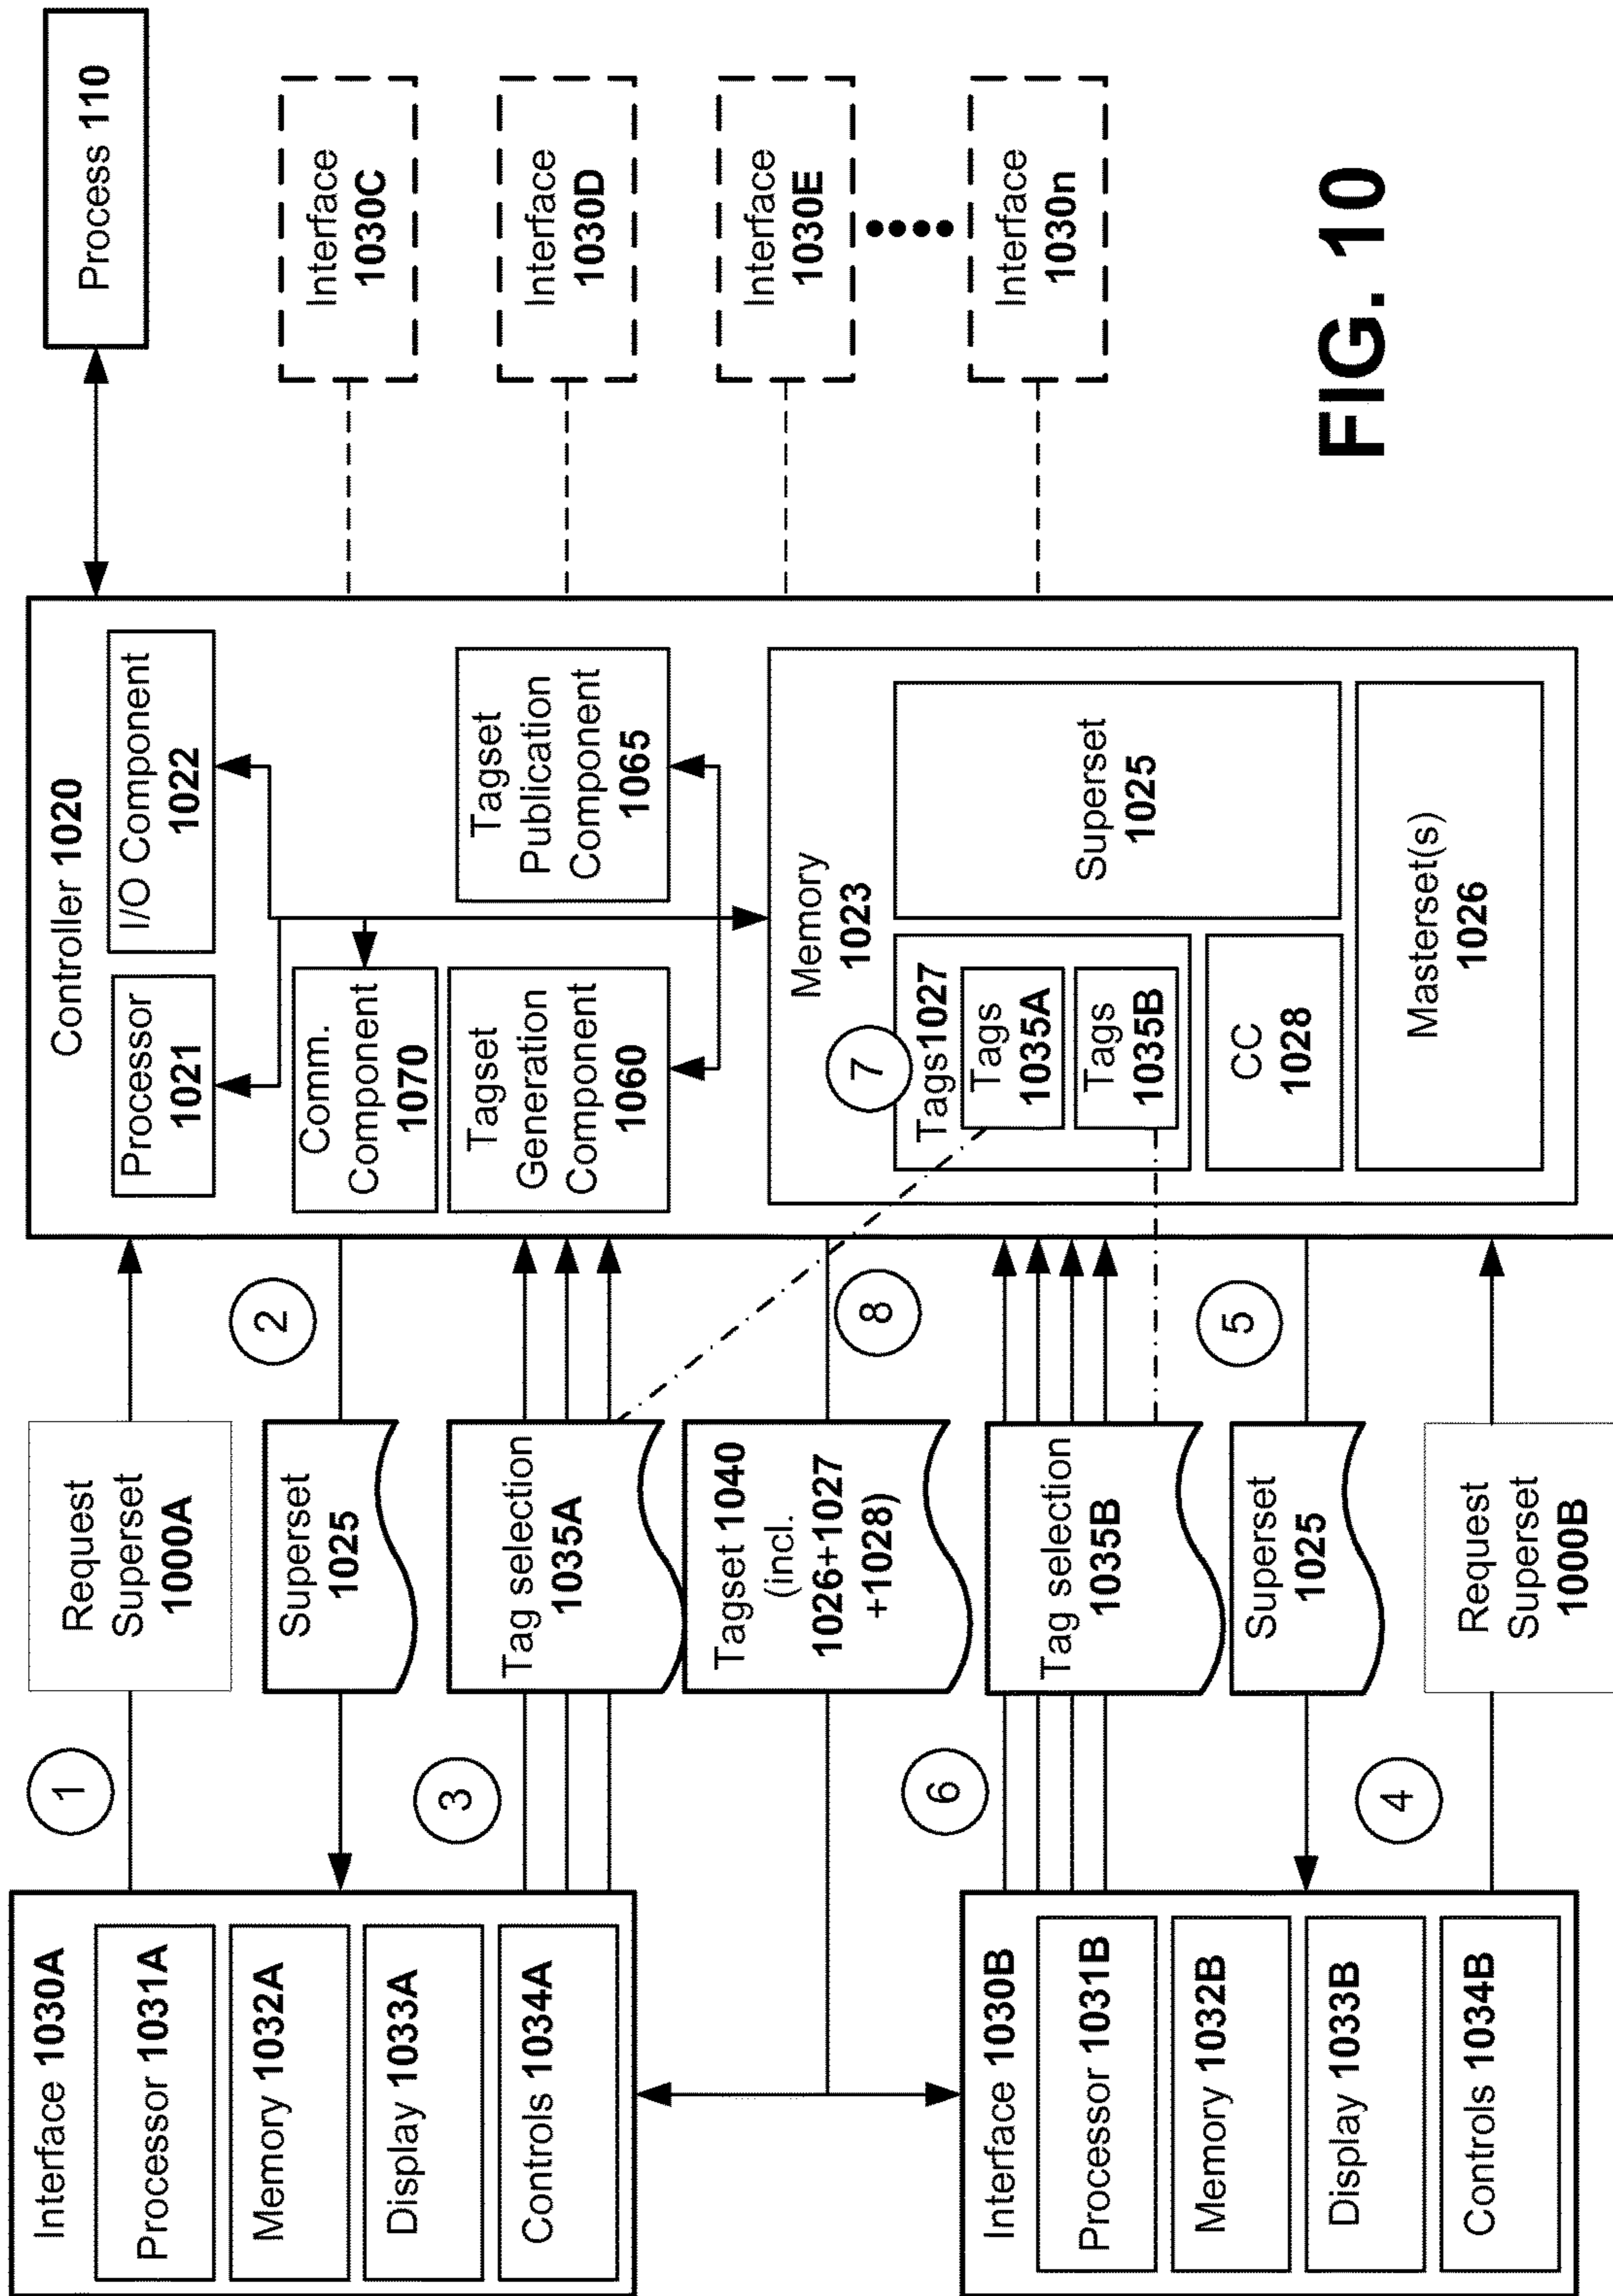 Interface 1030A
Processor 1031A
Memory 1032A
Display 1033A
Controls 1034A
Interface 1030B
Processor 1031B
Memory 1032B
Display 1033B
Controls 1034B
1
Request
Superset
1000A
2
Superset
1025
3
Tag selection
1035A
Tagset 1040
(incl.
1026+1027
+1028)
8
6
Tag selection
1035B
5
Superset
1025
4
Request
Superset
1000B
Controller 1020
Processor
1021
I/O Component
1022
Comm.
Component
1070
Tagset
Generation
Component
1060
Tagset
Publication
Component
1065
Memory
1023
7
Tags1027
Tags
1035A
Tags
1035B
Superset
1025
CC
1028
Masterset(s)
1026
Process 110
Interface
1030C
Interface
1030D
Interface
1030E
Interface
1030n
FIG. 10